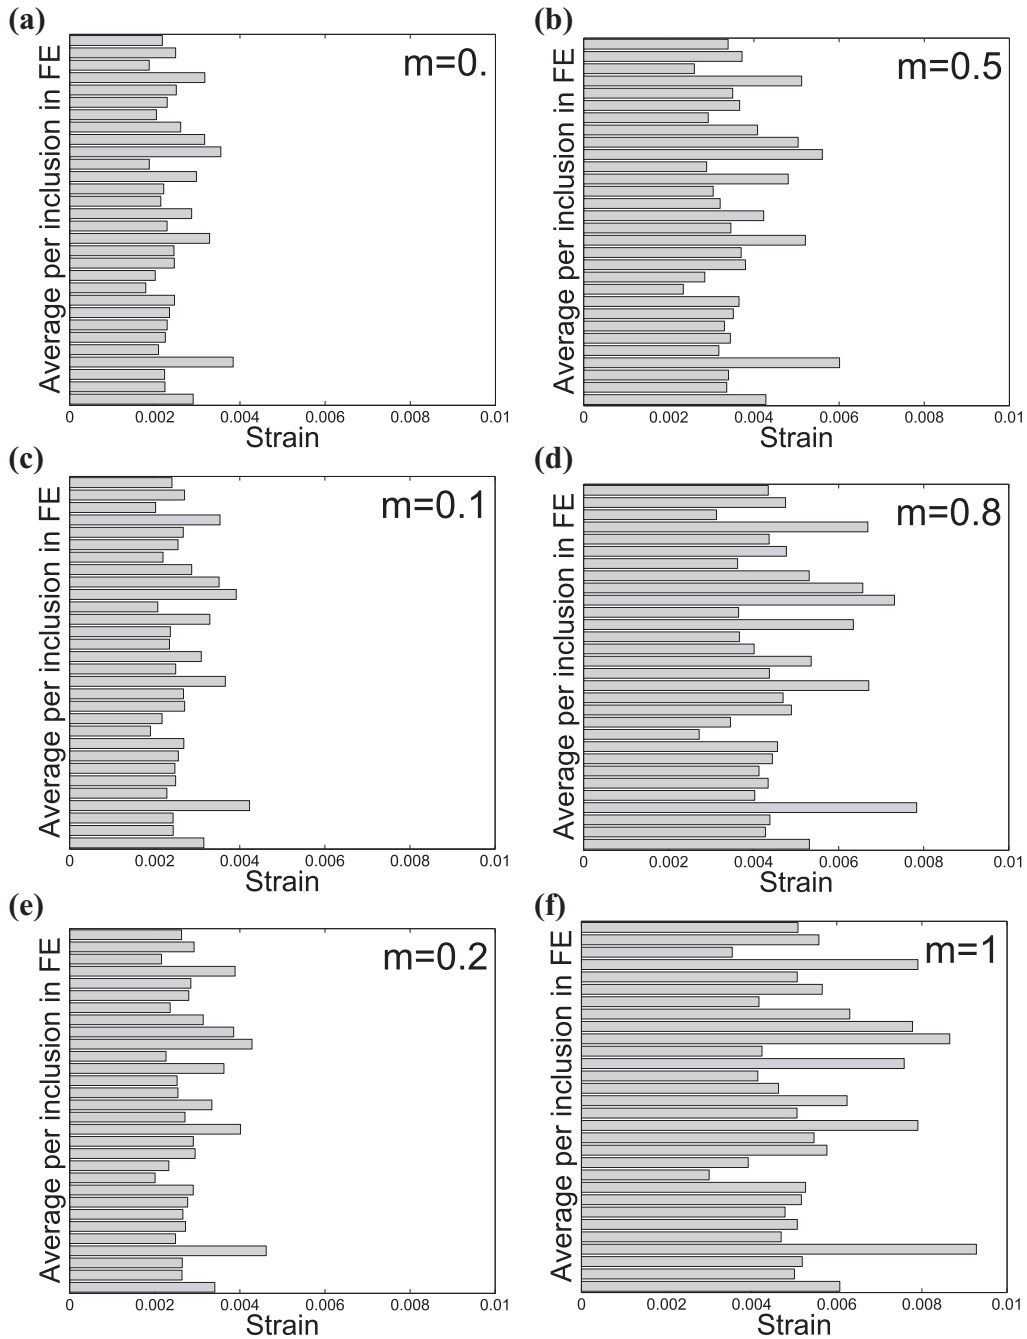 (a)
m=0.
Average per inclusion in FE
0 0.002 0.004 0.006 0.008 0.01
Strain
(b)
m=0.5
Average per inclusion in FE
0 0.002 0.004 0.006 0.008 0.01
Strain
(c)
m=0.1
Average per inclusion in FE
0 0.002 0.004 0.006 0.008 0.01
Strain
(d)
m=0.8
Average per inclusion in FE
0 0.002 0.004 0.006 0.008 0.01
Strain
(e)
m=0.2
Average per inclusion in FE
0 0.002 0.004 0.006 0.008 0.01
Strain
(f)
m=1
Average per inclusion in FE
0 0.002 0.004 0.006 0.008 0.01
Strain